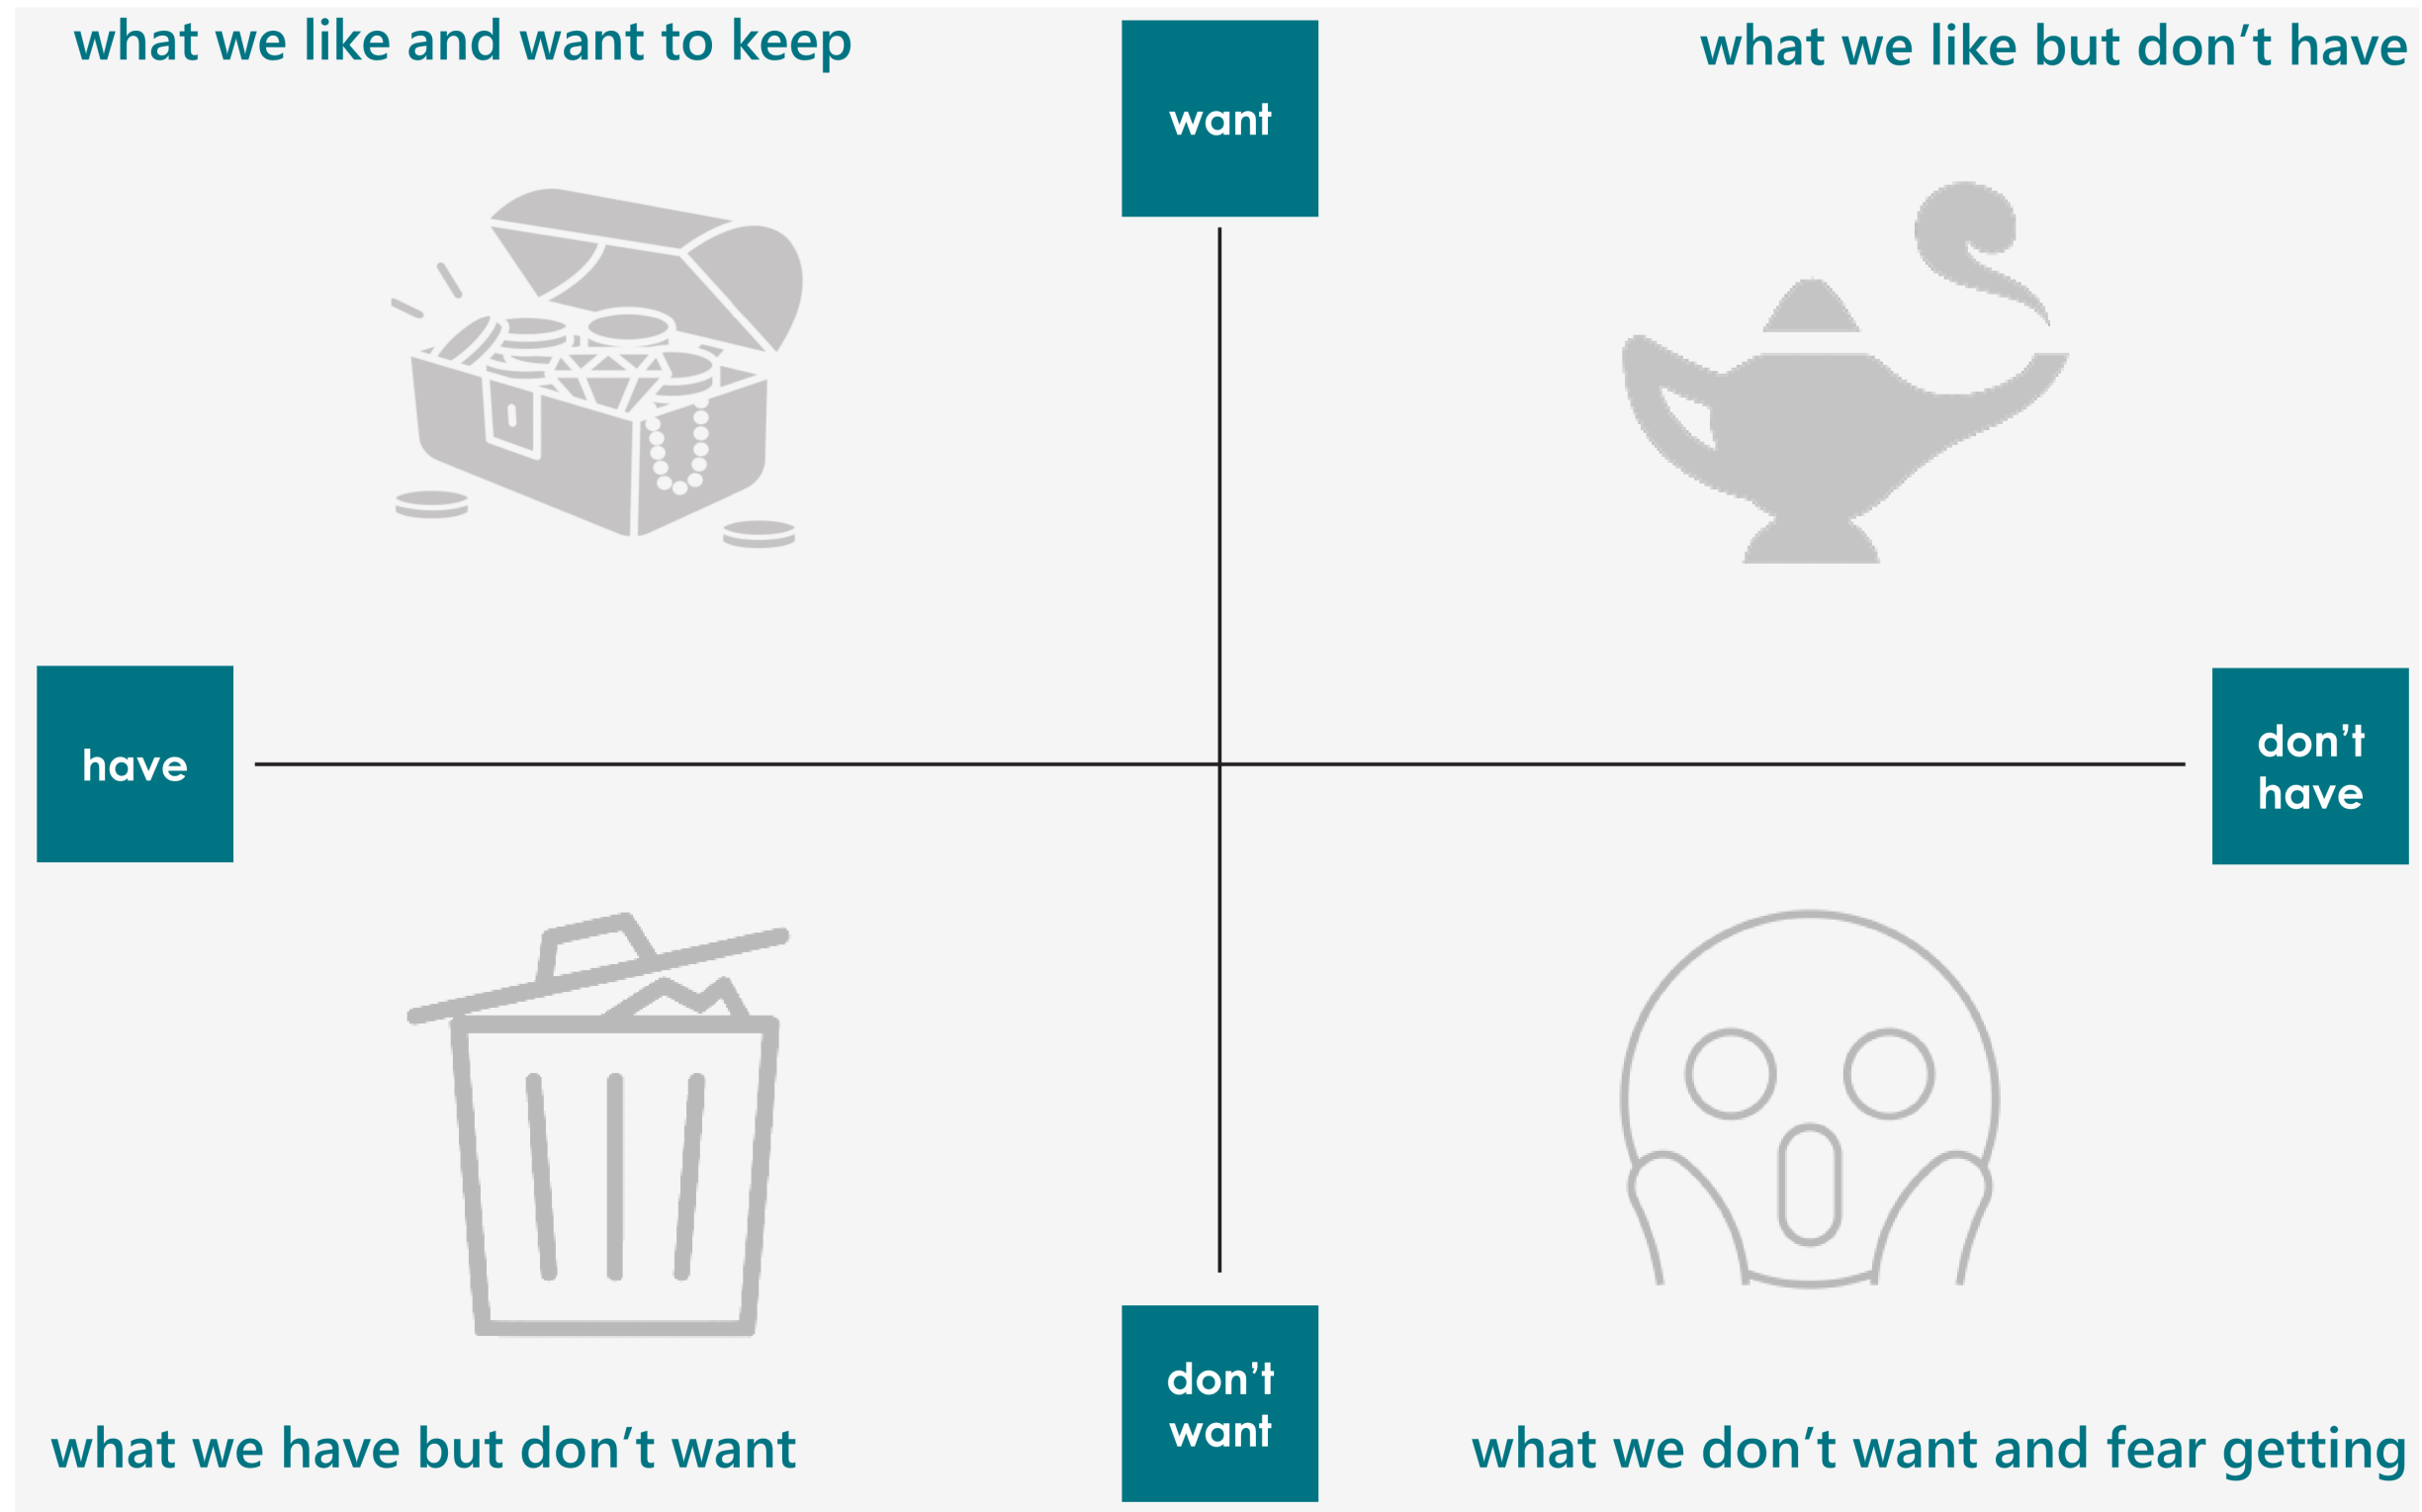 what we like and want to keep
want
what we like but don't have
have
don't
have
don't
want
what we have but don't want
what we don't want and fear getting